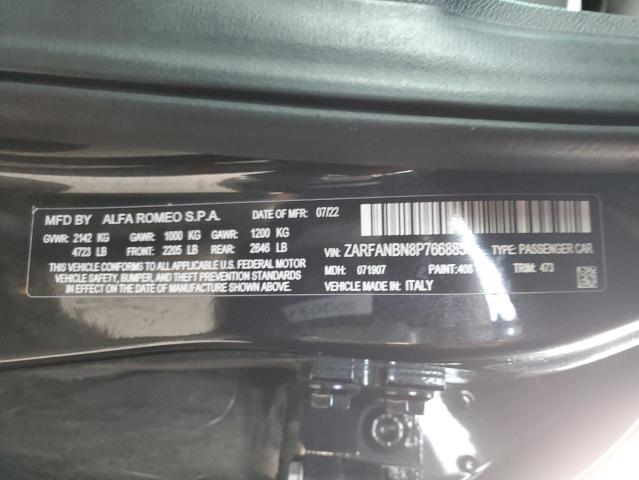 MFD BY ALFA ROMEO S.P.A. DATE OF MFR: 07/22
GVWR: 2142 KG GAWR: 1000 KG GAWR: 1200 KG
4723 LB FRONT: 2205 LB REAR: 2646 LB
THIS VEHICLE CONFORMS TO ALL APPLICABLE U.S. FEDERAL MOTOR
VEHICLE SAFETY, BUMPER, AND THEFT PREVENTION STANDARDS
IN EFFECT ON THE DATE OF MANUFACTURE SHOWN ABOVE.
VIN: TYPE: PASSENGER CAR
MDH: 071907 PAINT: 408 TRIM: 473
VEHICLE MADE IN: ITALY